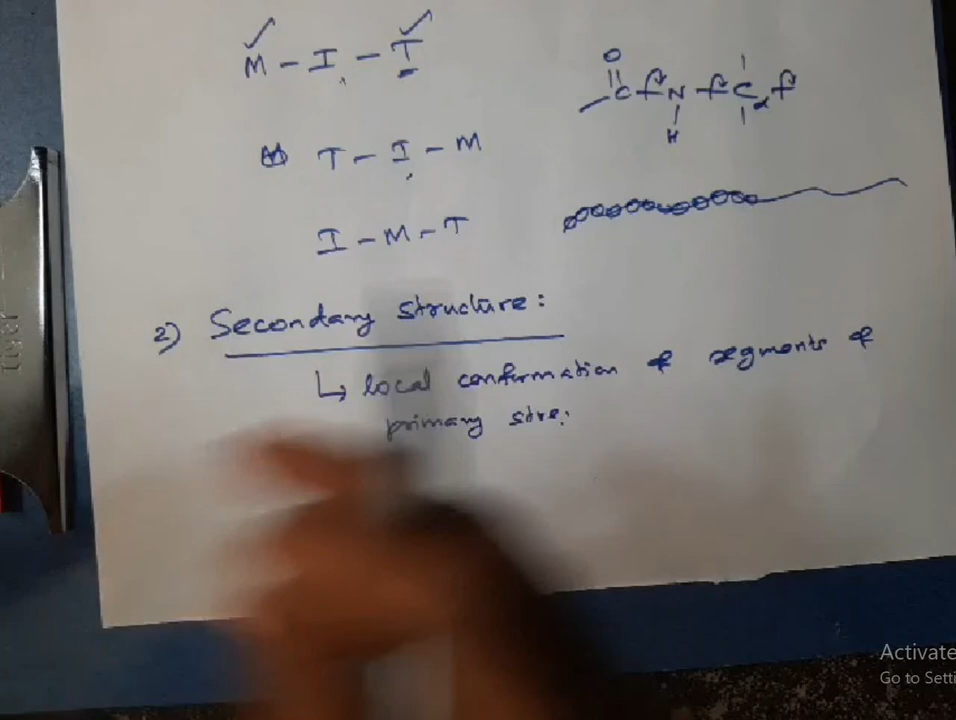 M - I - T
T - I - M
I - M - T
O
C N C α
H
2) Secondary structure:
↳ local conformation of segments of
primary stre:
Activate
Go to Setti